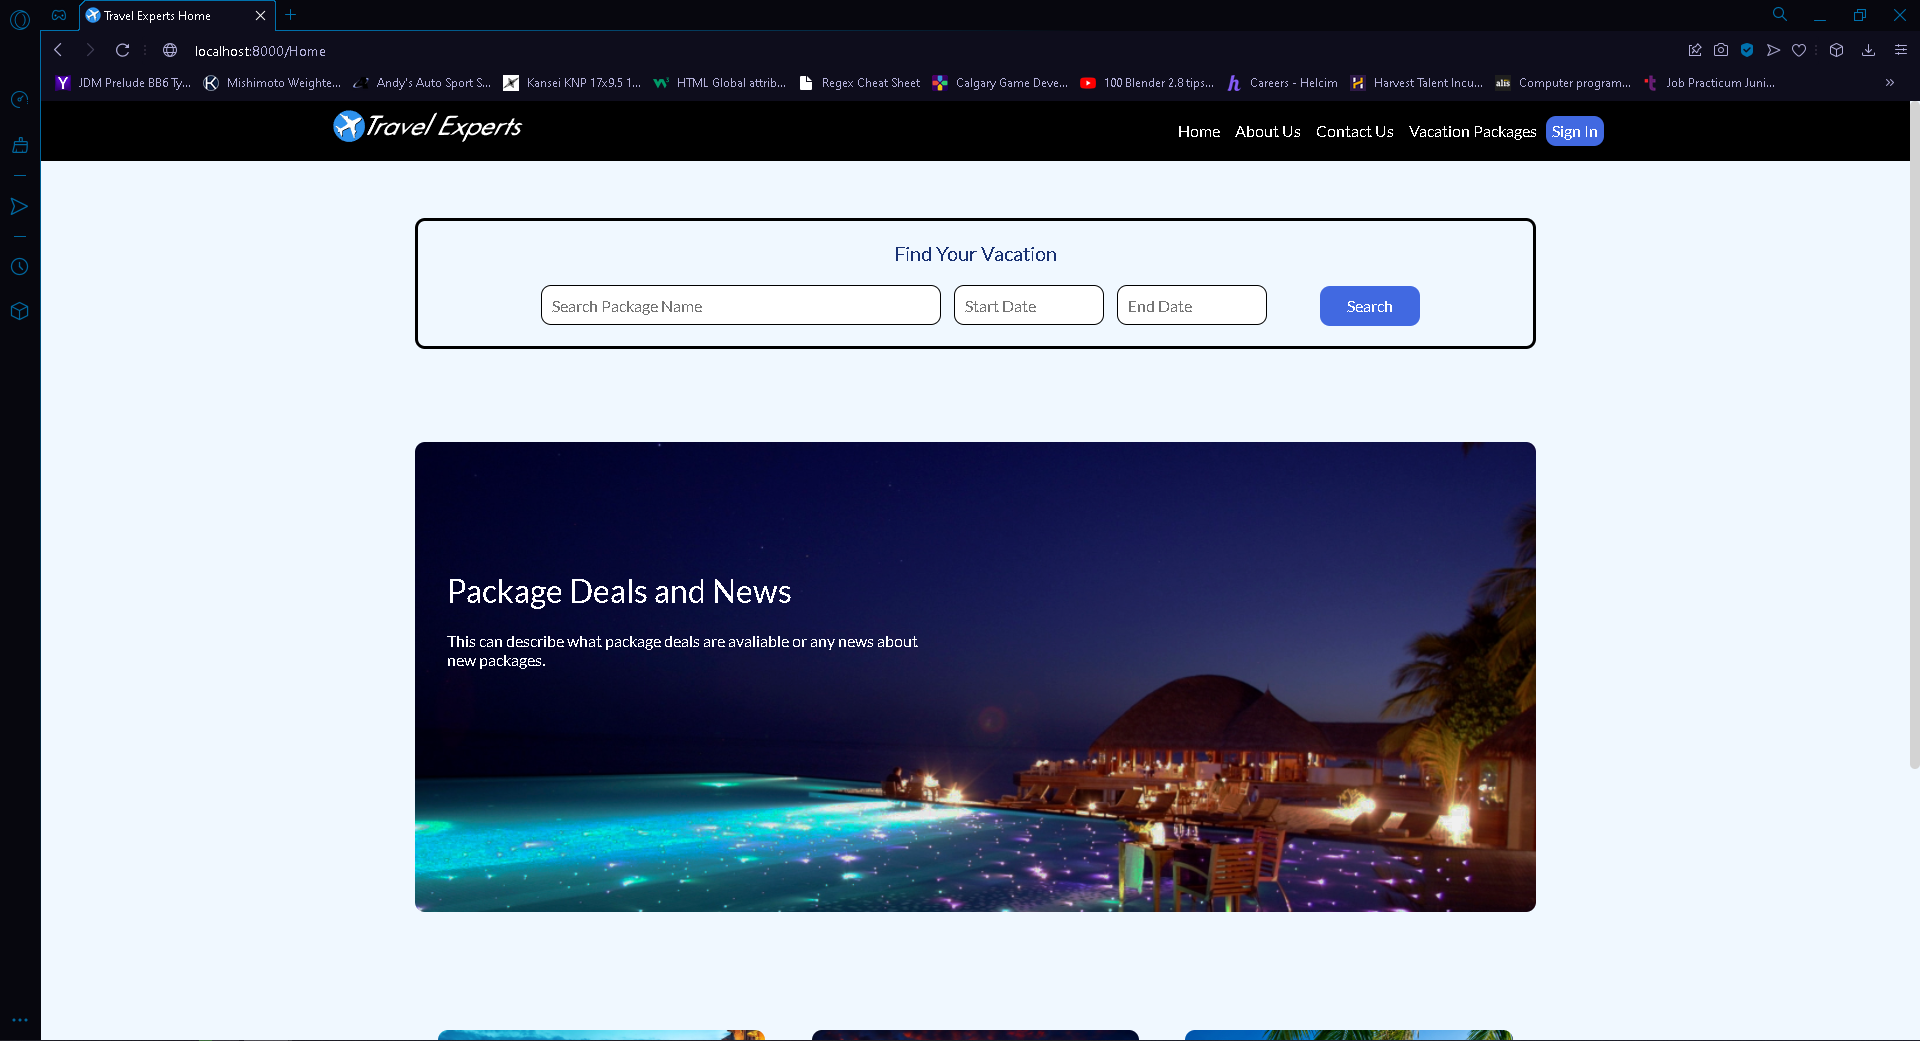 Travel Experts Home
localhost:8000/Home
JDM Prelude BB6 Ty... Mishimoto Weighte... Andy's Auto Sport S... Kansei KNP 17x9.5 1... HTML Global attrib... Regex Cheat Sheet Calgary Game Deve... 100 Blender 2.8 tips... Careers - Helcim Harvest Talent Incu... alis Computer program... Job Practicum Juni...
Travel Experts Home About Us Contact Us Vacation Packages Sign In
Find Your Vacation
Search Package Name Start Date End Date Search
Package Deals and News
This can describe what package deals are avaliable or any news about
new packages.